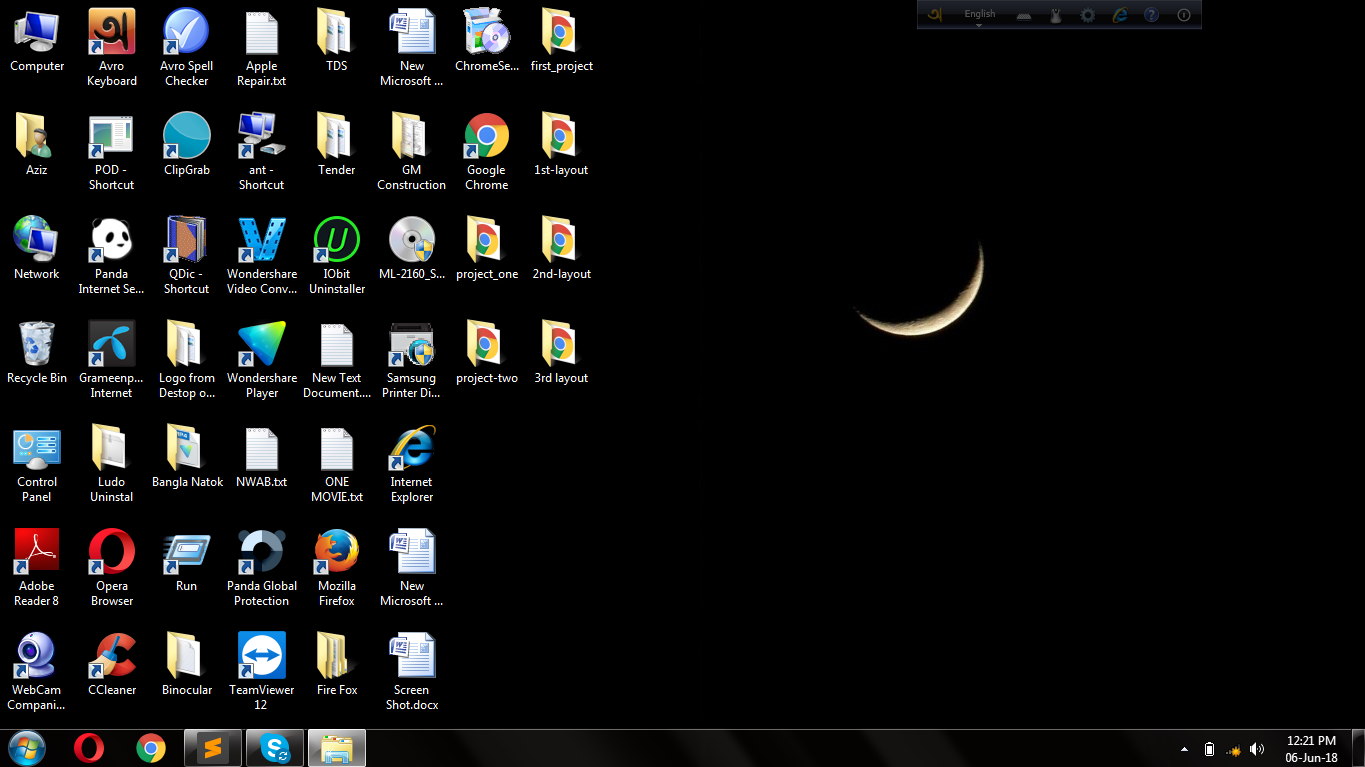 English
Computer
Avro
Keyboard
Avro Spell
Checker
Apple
Repair.txt
TDS
New
Microsoft ...
ChromeSe...
first_project
Aziz
POD -
Shortcut
ClipGrab
ant -
Shortcut
Tender
GM
Construction
Google
Chrome
1st-layout
Network
Panda
Internet Se...
QDic -
Shortcut
Wondershare
Video Conv...
IObit
Uninstaller
ML-2160_S...
project_one
2nd-layout
Recycle Bin
Grameenp...
Internet
Logo from
Destop o...
Wondershare
Player
New Text
Document....
Samsung
Printer Di...
project-two
3rd layout
Control
Panel
Ludo
Uninstal
Bangla Natok
NWAB.txt
ONE
MOVIE.txt
Internet
Explorer
Adobe
Reader 8
Opera
Browser
Run
Panda Global
Protection
Mozilla
Firefox
New
Microsoft ...
WebCam
Compani...
CCleaner
Binocular
TeamViewer
12
Fire Fox
Screen
Shot.docx
12:21 PM
06-Jun-18